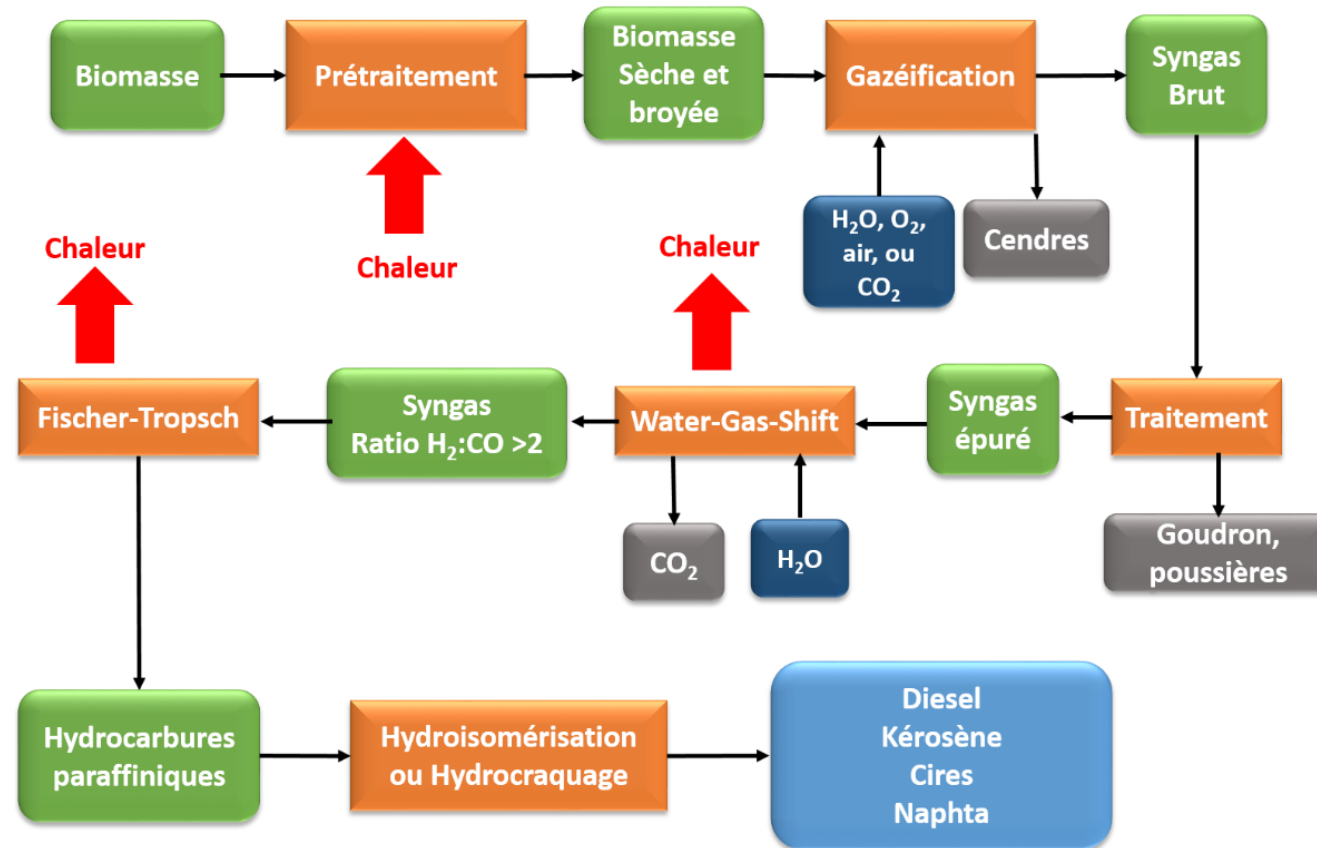 Biomasse
Prétraitement
Biomasse
Sèche et
broyée
Gazéification
Syngas
Brut
Chaleur
Chaleur
Chaleur
H₂O, O₂,
air, ou
CO₂
Cendres
Fischer-Tropsch
Syngas
Ratio H₂:CO >2
Water-Gas-Shift
Syngas
épuré
Traitement
CO₂
H₂O
Goudron,
poussières
Hydrocarbures
paraffiniques
Hydroisomérisation
ou Hydrocraquage
Diesel
Kérosène
Cires
Naphta